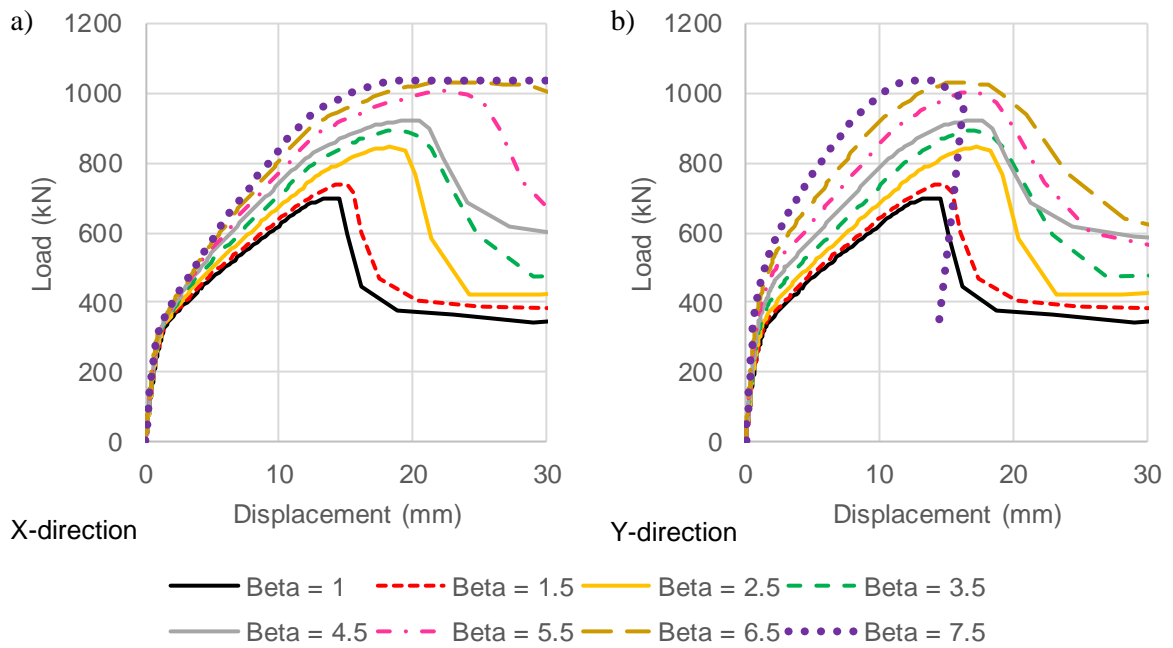 a)
1200
1000
800
600
400
200
0
Load (kN)
0 10 20 30
Displacement (mm)
X-direction
b)
1200
1000
800
600
400
200
0
Load (kN)
0 10 20 30
Displacement (mm)
Y-direction
Beta = 1 Beta = 1.5 Beta = 2.5 Beta = 3.5
Beta = 4.5 Beta = 5.5 Beta = 6.5 Beta = 7.5